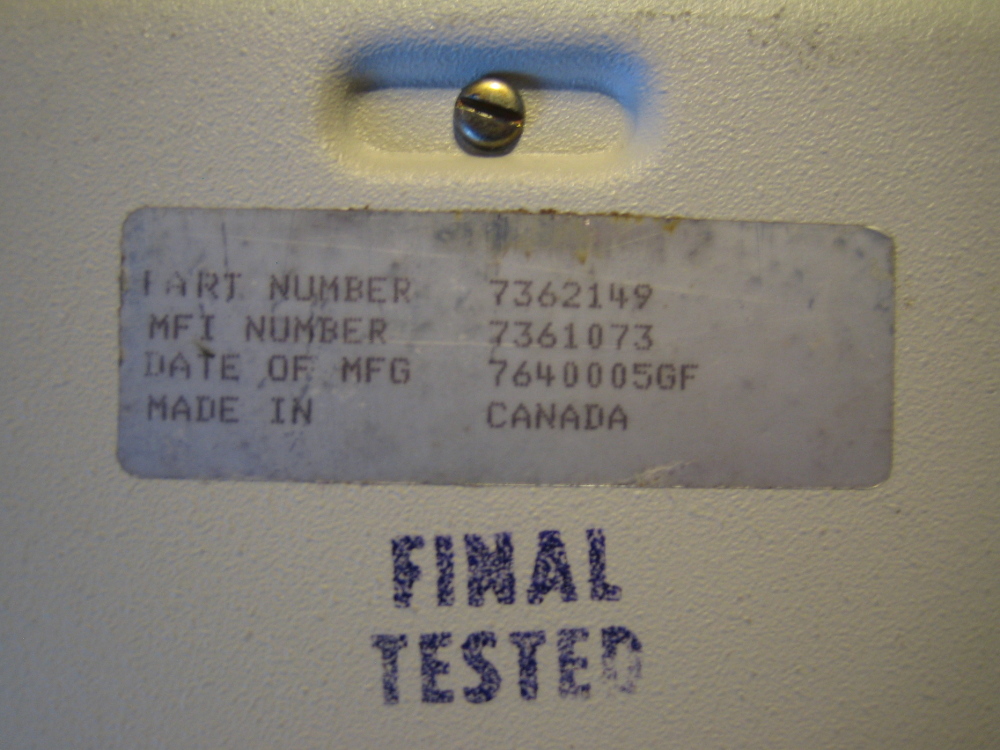 PART NUMBER 7362149
MFI NUMBER 7361073
DATE OF MFG 7640005GF
MADE IN CANADA
FINAL
TESTED